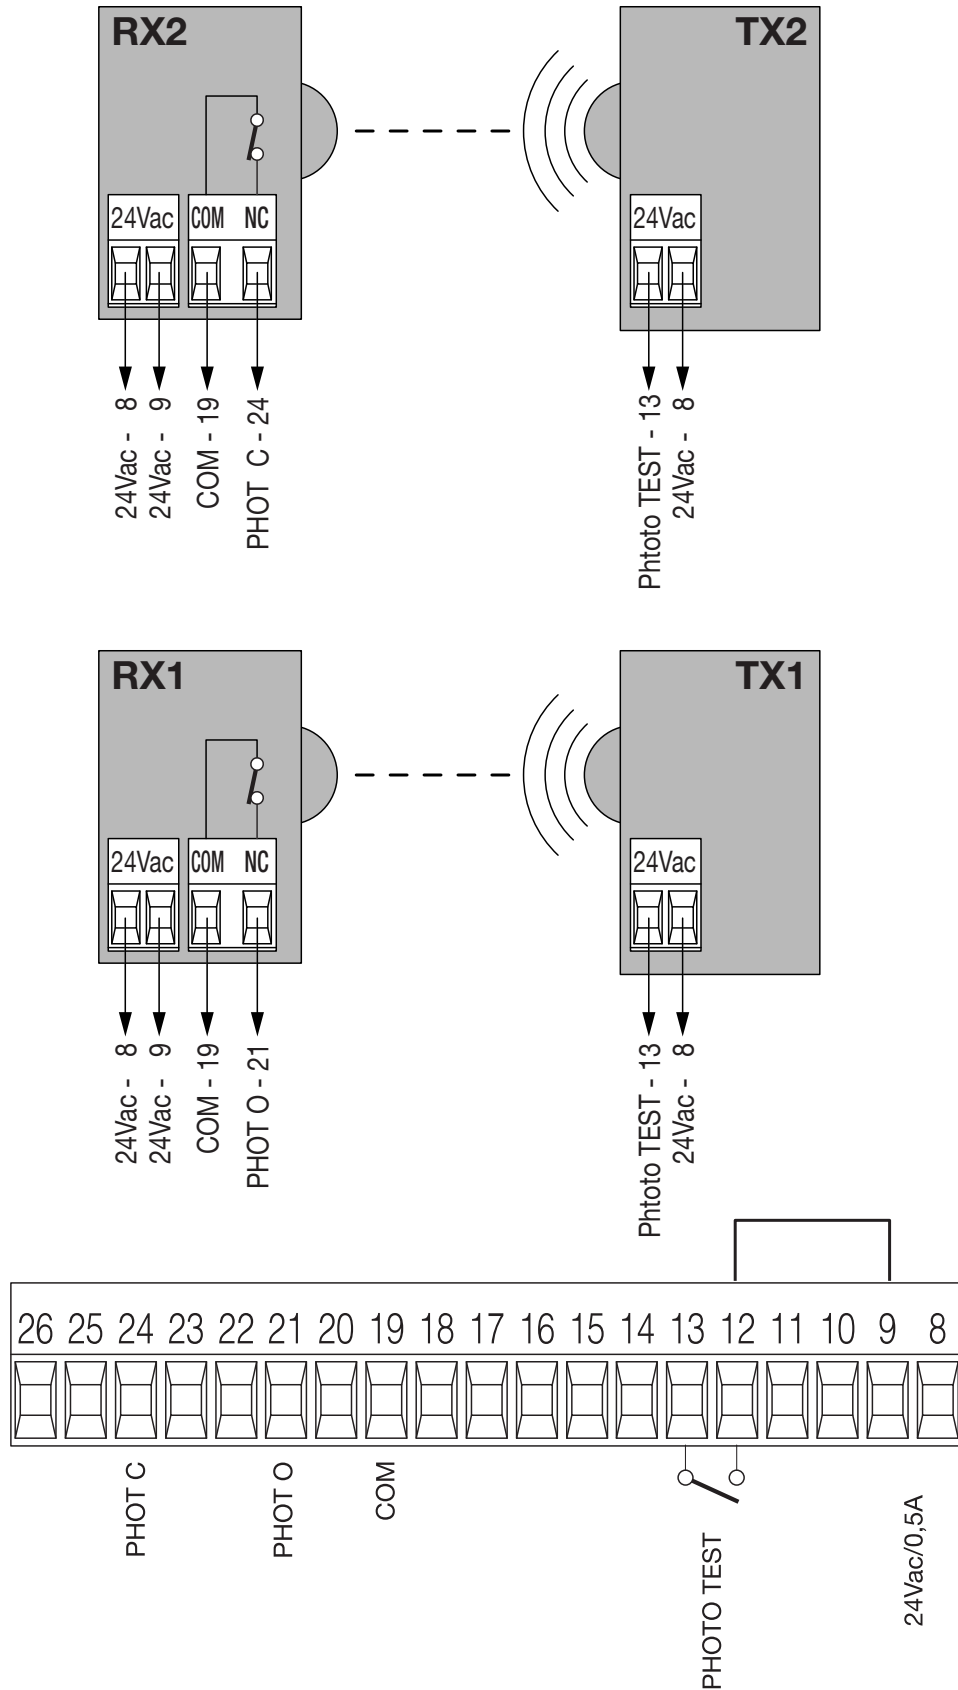 RX2
TX2
24Vac COM NC
24Vac
24Vac - 8
24Vac - 9
COM - 19
PHOT C - 24
Phtoto TEST - 13
24Vac - 8
RX1
TX1
24Vac COM NC
24Vac
24Vac - 8
24Vac - 9
COM - 19
PHOT O - 21
Phtoto TEST - 13
24Vac - 8
26 25 24 23 22 21 20 19 18 17 16 15 14 13 12 11 10 9 8
PHOT C
PHOT O
COM
PHOTO TEST
24Vac/0,5A